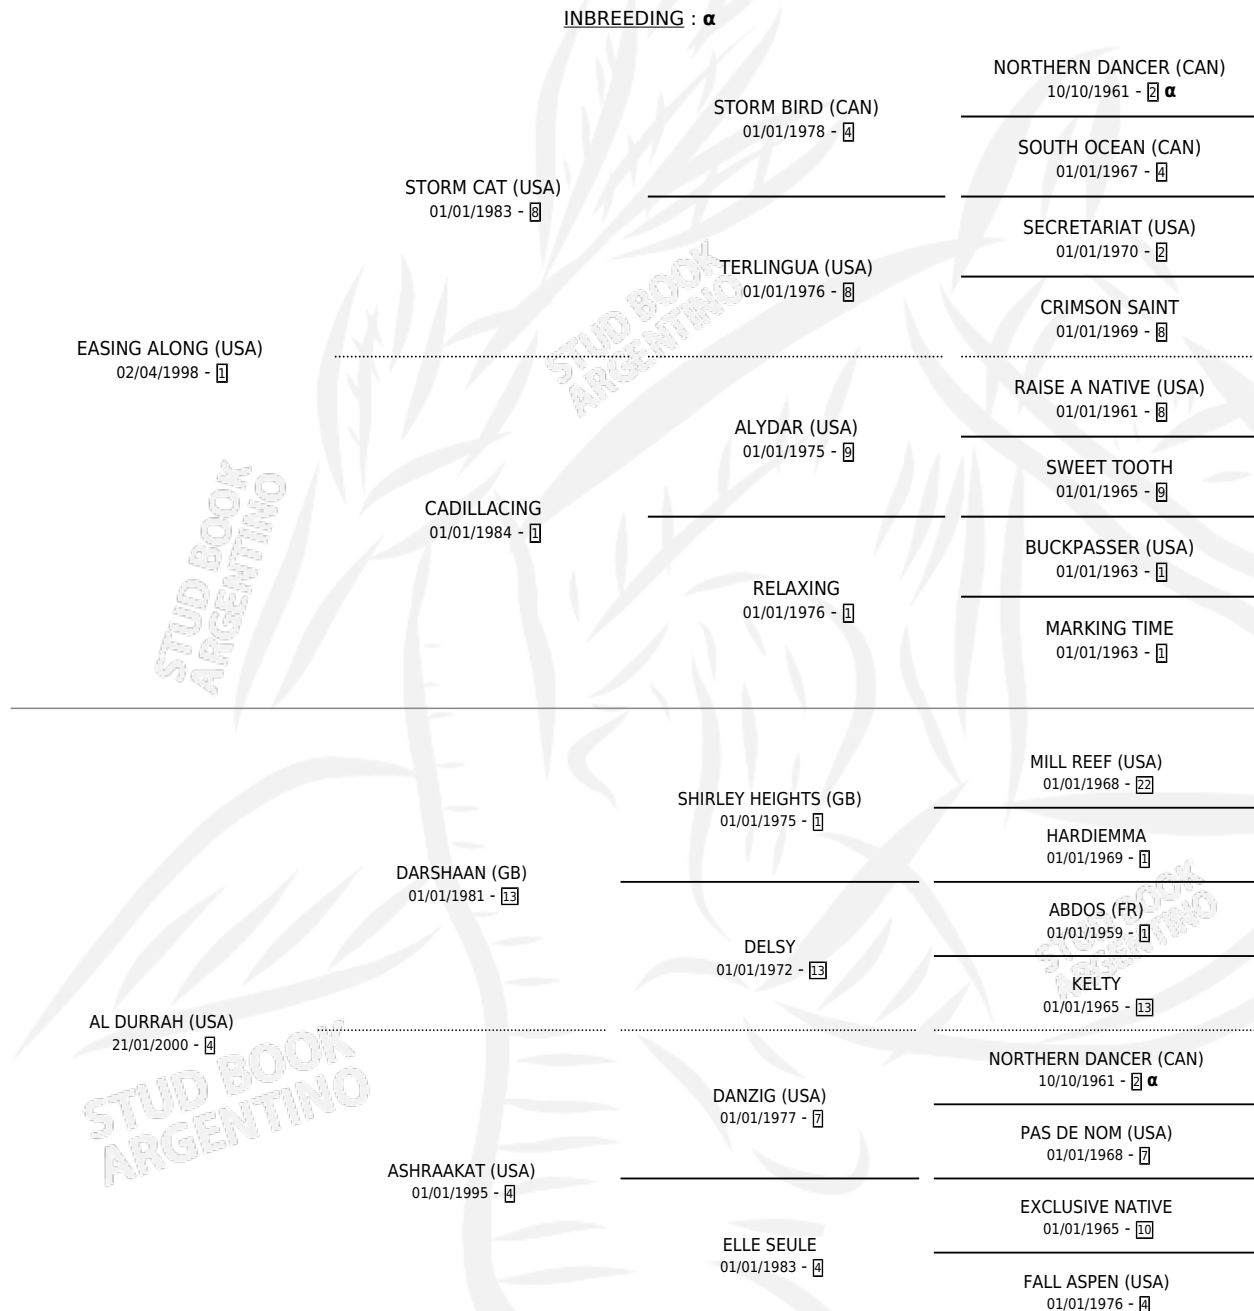 INBREEDING : α
NORTHERN DANCER (CAN)
10/10/1961 - 2 α
STORM BIRD (CAN)
01/01/1978 - 4
SOUTH OCEAN (CAN)
01/01/1967 - 4
STORM CAT (USA)
01/01/1983 - 8
SECRETARIAT (USA)
01/01/1970 - 2
TERLINGUA (USA)
01/01/1976 - 8
CRIMSON SAINT
01/01/1969 - 8
EASING ALONG (USA)
02/04/1998 - 1
RAISE A NATIVE (USA)
01/01/1961 - 8
ALYDAR (USA)
01/01/1975 - 9
SWEET TOOTH
01/01/1965 - 9
CADILLACING
01/01/1984 - 1
BUCKPASSER (USA)
01/01/1963 - 1
RELAXING
01/01/1976 - 1
MARKING TIME
01/01/1963 - 1
MILL REEF (USA)
01/01/1968 - 22
SHIRLEY HEIGHTS (GB)
01/01/1975 - 1
HARDIEMMA
01/01/1969 - 1
DARSHAAN (GB)
01/01/1981 - 13
ABDOS (FR)
01/01/1959 - 1
DELSY
01/01/1972 - 13
KELTY
01/01/1965 - 13
AL DURRAH (USA)
21/01/2000 - 4
NORTHERN DANCER (CAN)
10/10/1961 - 2 α
DANZIG (USA)
01/01/1977 - 7
PAS DE NOM (USA)
01/01/1968 - 7
ASHRAAKAT (USA)
01/01/1995 - 4
EXCLUSIVE NATIVE
01/01/1965 - 10
ELLE SEULE
01/01/1983 - 4
FALL ASPEN (USA)
01/01/1976 - 4
STUD BOOK
ARGENTINO
STUD BOOK
ARGENTINO
STUD BOOK
ARGENTINO
STUD BOOK
ARGENTINO